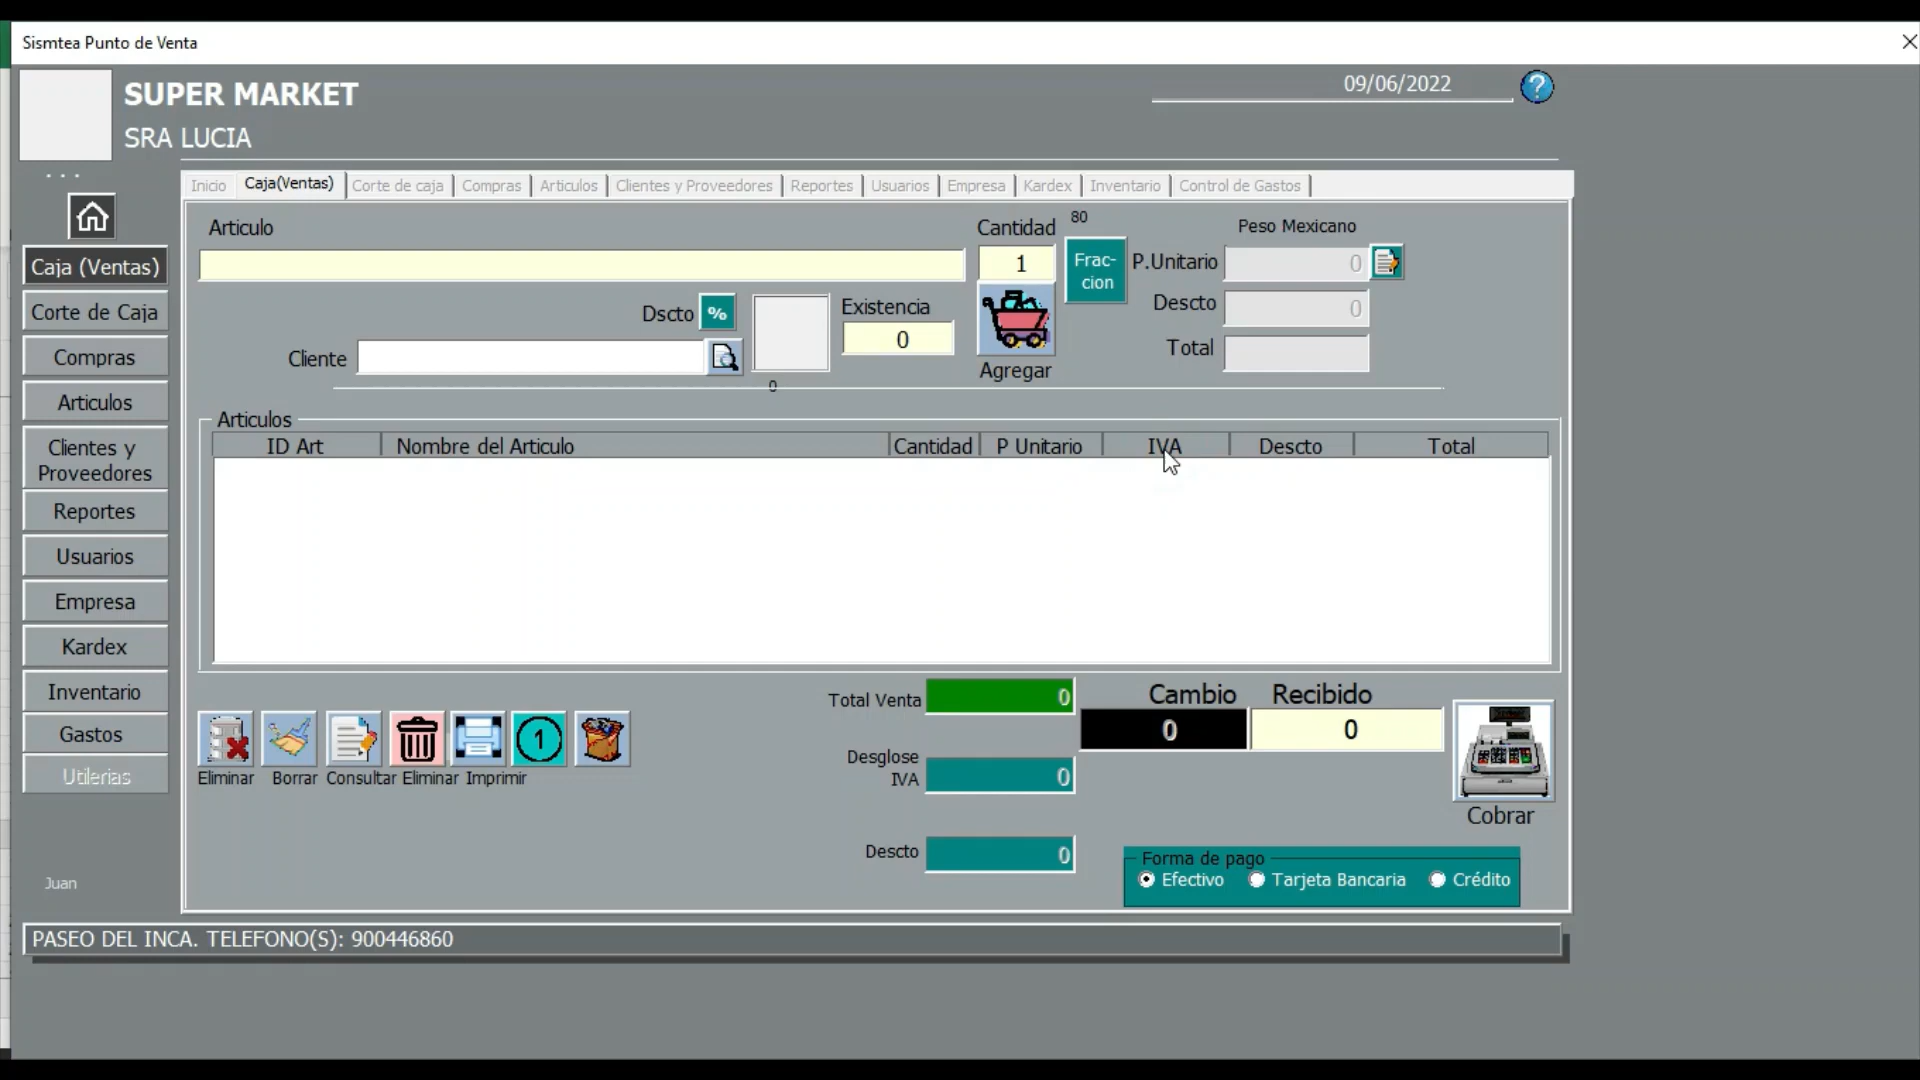 Sismtea Punto de Venta
SUPER MARKET
SRA LUCIA
09/06/2022
?
...
Inicio Caja(Ventas) Corte de caja Compras Articulos Clientes y Proveedores Reportes Usuarios Empresa Kardex Inventario Control de Gastos
Caja (Ventas)
Corte de Caja
Compras
Articulos
Clientes y
Proveedores
Reportes
Usuarios
Empresa
Kardex
Inventario
Gastos
Utilerias
Juan
Articulo
Cantidad
80
Peso Mexicano
1
Frac-
cion
P.Unitario 0
Dscto %
Existencia
Descto 0
0
Cliente
Total
Agregar
0
Articulos
ID Art Nombre del Articulo Cantidad P Unitario IVA Descto Total
Total Venta 0
Cambio Recibido
0 0
1
Eliminar Borrar Consultar Eliminar Imprimir
Desglose
IVA 0
Cobrar
Descto 0
Forma de pago
Efectivo Tarjeta Bancaria Crédito
PASEO DEL INCA. TELEFONO(S): 900446860